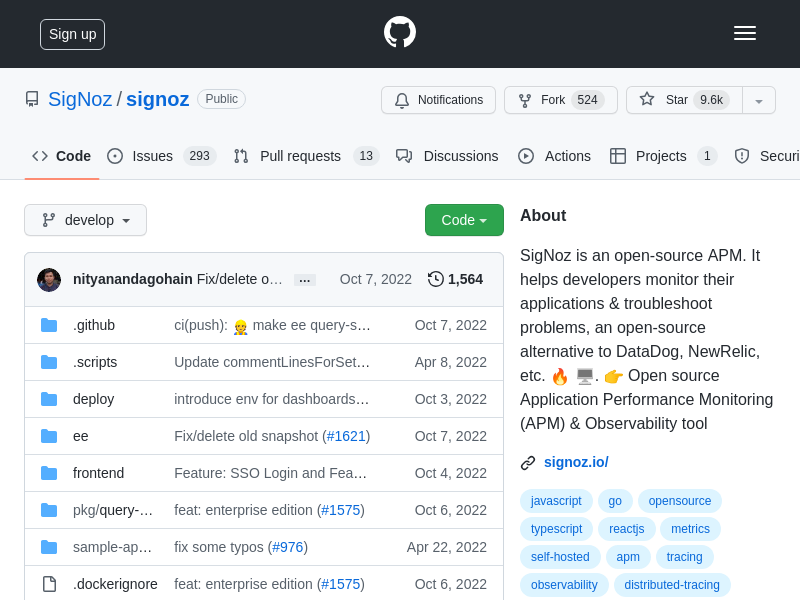 Sign up
SigNoz / signoz Public
Notifications
Fork 524
Star 9.6k
Code
Issues 293
Pull requests 13
Discussions
Actions
Projects 1
Securi
develop
Code
nityanandagohain Fix/delete o… ... Oct 7, 2022 1,564
.github ci(push): 👷 make ee query-s… Oct 7, 2022
.scripts Update commentLinesForSet… Apr 8, 2022
deploy introduce env for dashboards… Oct 3, 2022
ee Fix/delete old snapshot (#1621) Oct 7, 2022
frontend Feature: SSO Login and Fea… Oct 4, 2022
pkg/query-… feat: enterprise edition (#1575) Oct 6, 2022
sample-ap… fix some typos (#976) Apr 22, 2022
.dockerignore feat: enterprise edition (#1575) Oct 6, 2022
About
SigNoz is an open-source APM. It
helps developers monitor their
applications & troubleshoot
problems, an open-source
alternative to DataDog, NewRelic,
etc. 🔥 🖥. 👉 Open source
Application Performance Monitoring
(APM) & Observability tool
signoz.io/
javascript go opensource
typescript reactjs metrics
self-hosted apm tracing
observability distributed-tracing